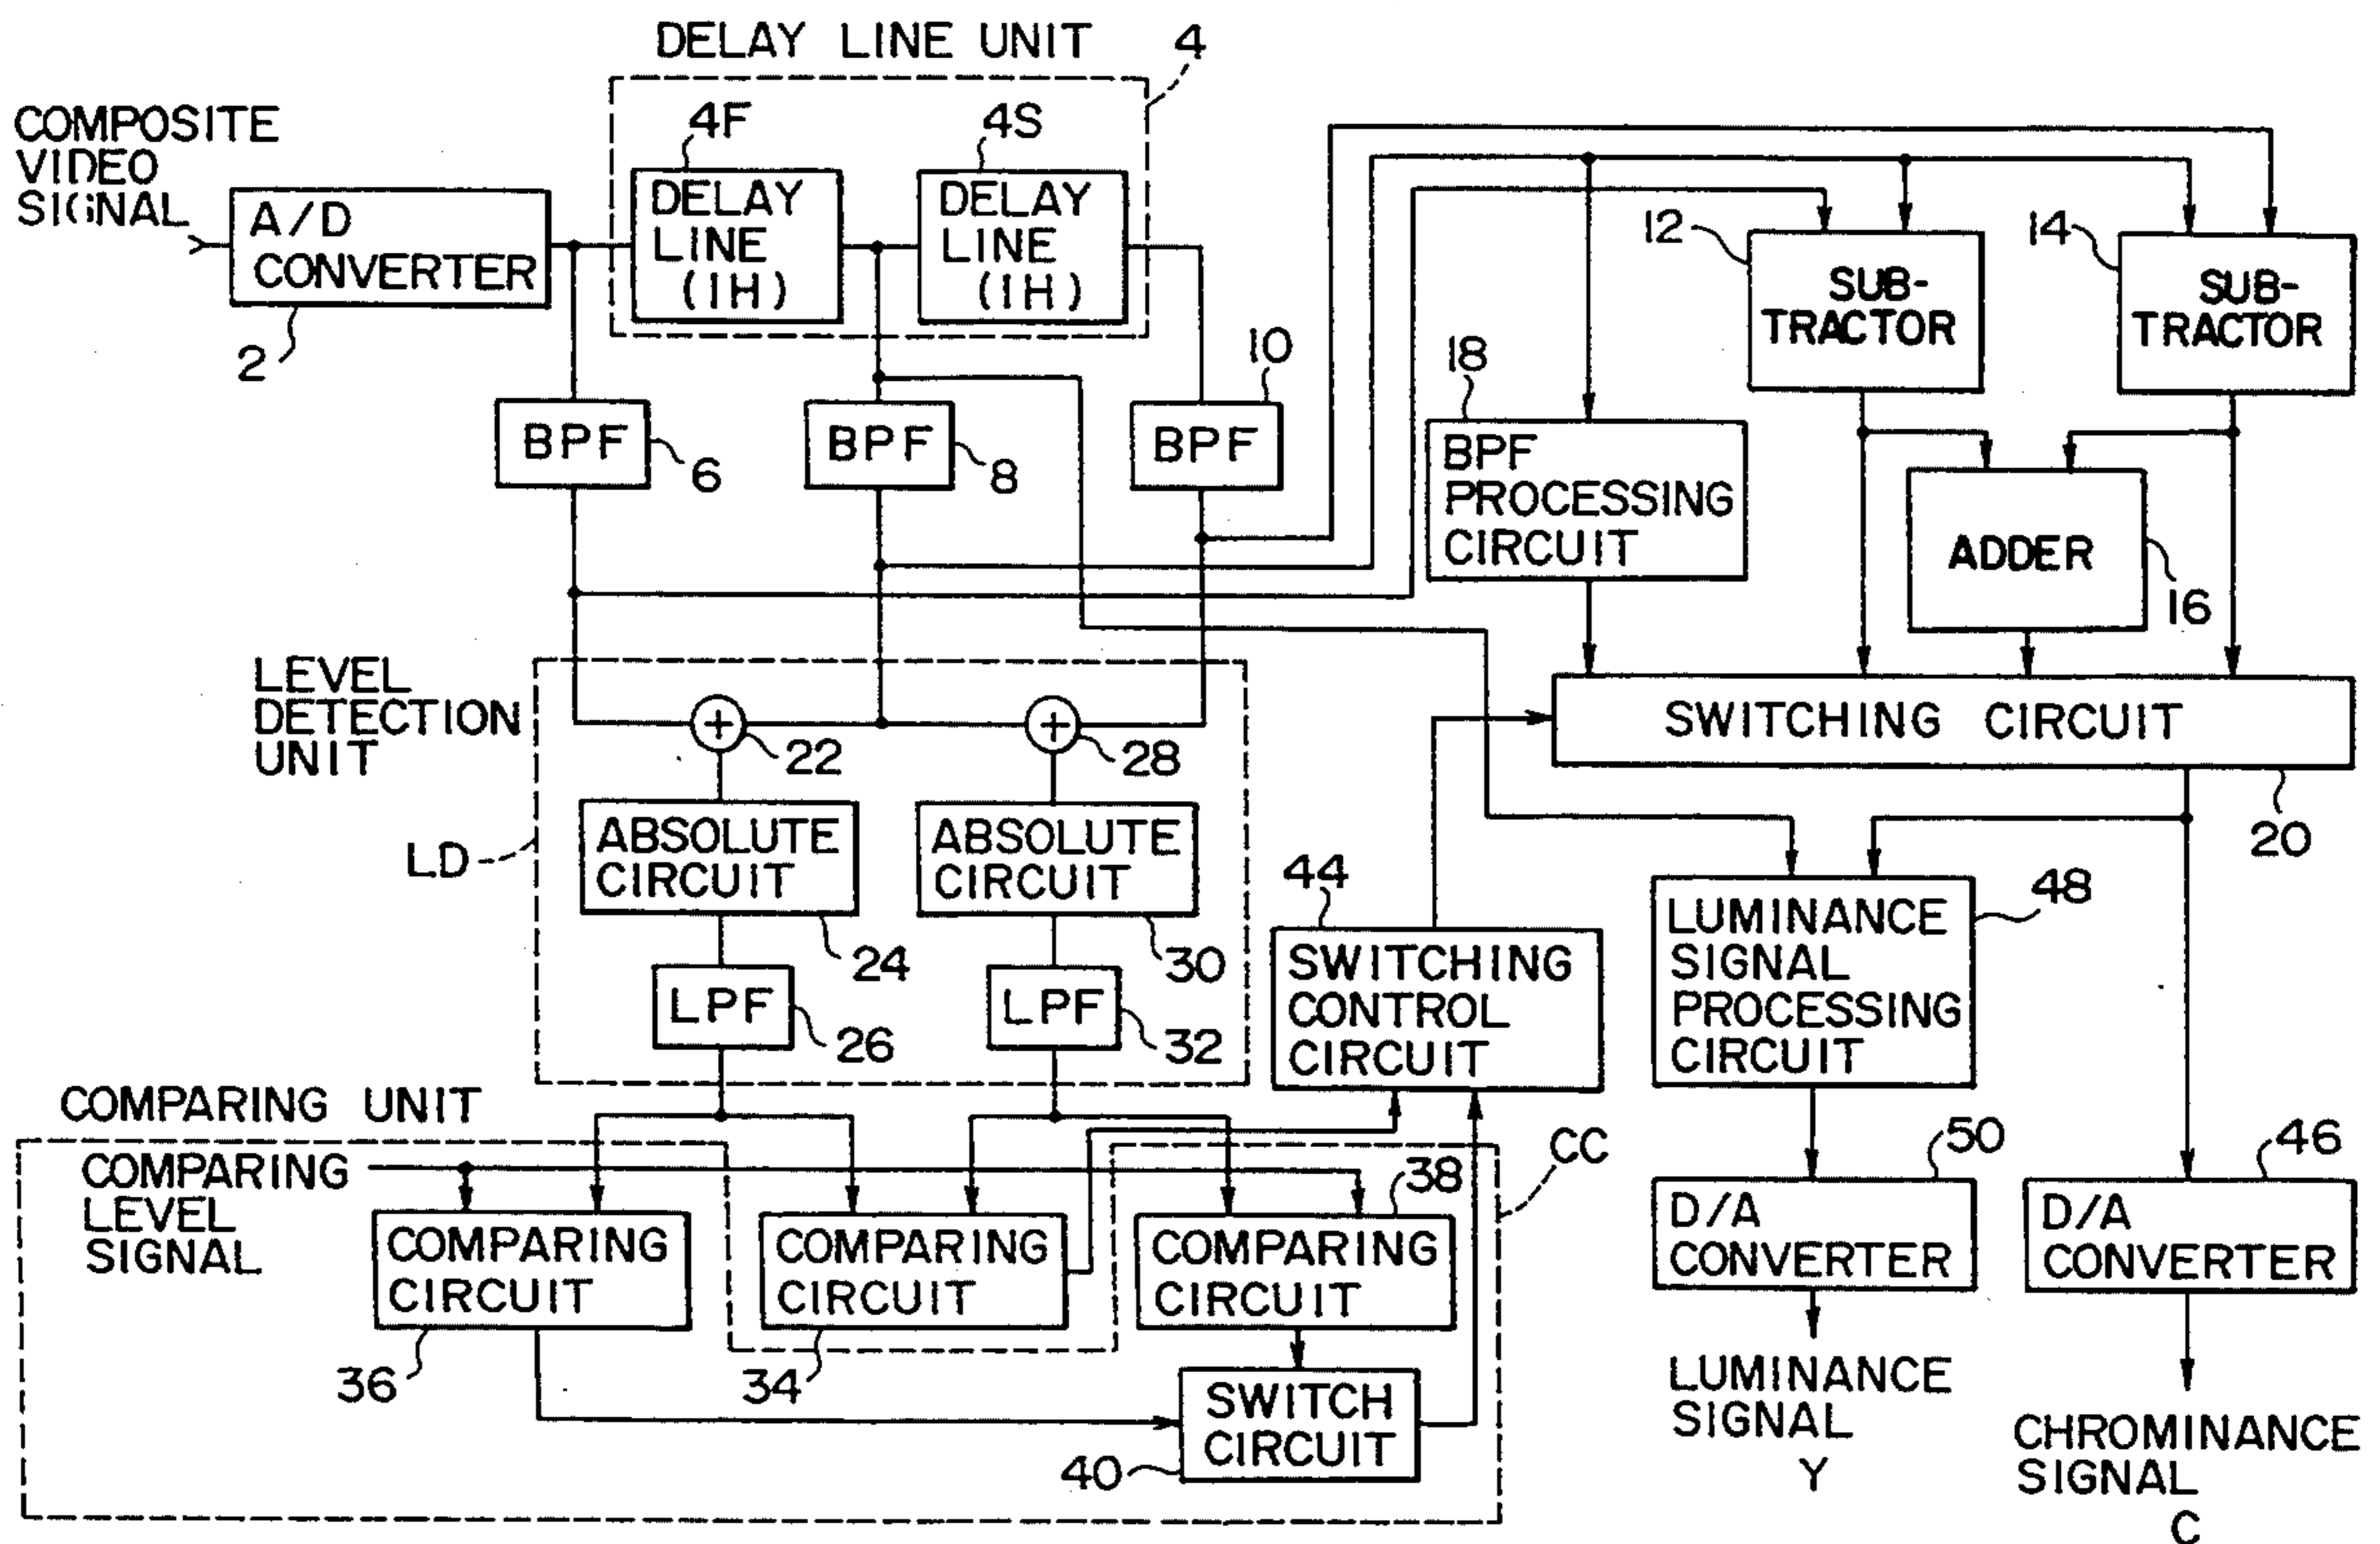 DELAY LINE UNIT
4
COMPOSITE
VIDEO
SIGNAL
4F
4S
A/D
CONVERTER
2
DELAY
LINE
(1H)
DELAY
LINE
(1H)
12
SUB-
TRACTOR
14
SUB-
TRACTOR
BPF
6
BPF
8
10
BPF
18
BPF
PROCESSING
CIRCUIT
ADDER
16
LEVEL
DETECTION
UNIT
+
22
+
28
SWITCHING CIRCUIT
20
LD
ABSOLUTE
CIRCUIT
24
ABSOLUTE
CIRCUIT
30
LPF
26
LPF
32
44
SWITCHING
CONTROL
CIRCUIT
48
LUMINANCE
SIGNAL
PROCESSING
CIRCUIT
COMPARING UNIT
COMPARING
LEVEL
SIGNAL
CC
COMPARING
CIRCUIT
36
COMPARING
CIRCUIT
34
38
COMPARING
CIRCUIT
SWITCH
CIRCUIT
40
50
D/A
CONVERTER
46
D/A
CONVERTER
LUMINANCE
SIGNAL
Y
CHROMINANCE
SIGNAL
C